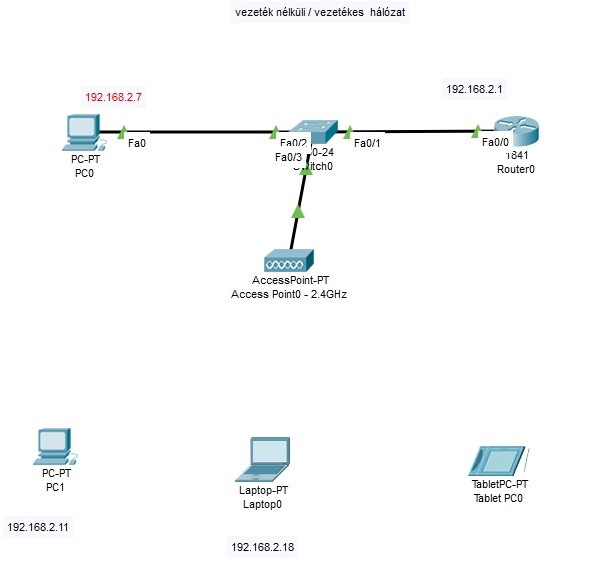 vezeték nélküli / vezetékes hálózat
192.168.2.1
192.168.2.7
Fa0
Fa0/2
Fa0/1
Fa0/0
Fa0/3
0-24
itch0
1841
Router0
PC-PT
PC0
AccessPoint-PT
Access Point0 - 2.4GHz
PC-PT
PC1
Laptop-PT
Laptop0
TabletPC-PT
Tablet PC0
192.168.2.11
192.168.2.18